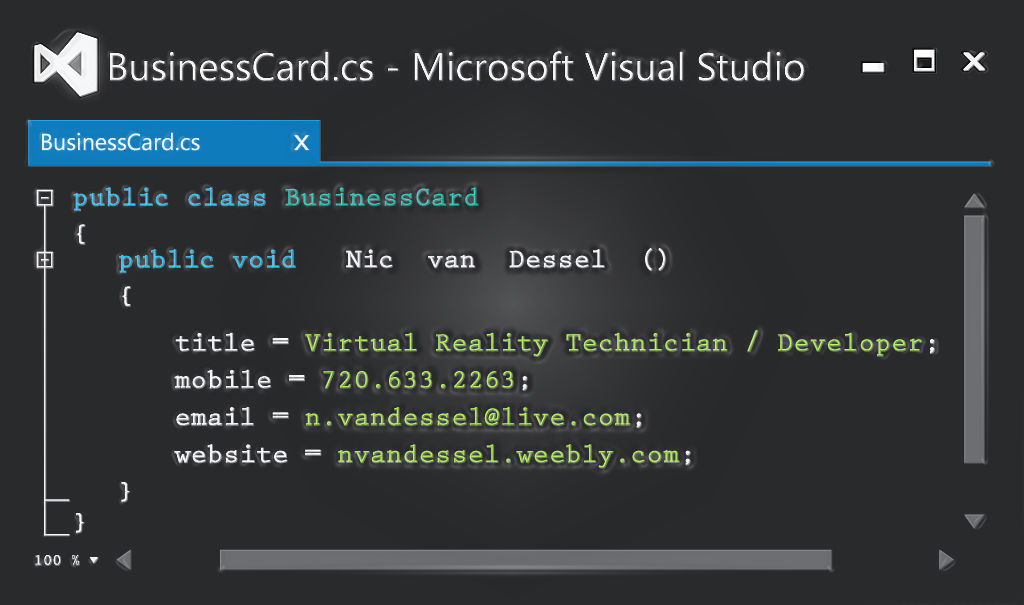 BusinessCard.cs - Microsoft Visual Studio
BusinessCard.cs X
public class BusinessCard
{
public void Nic van Dessel ()
{
title = Virtual Reality Technician / Developer;
mobile = 720.633.2263;
email = n.vandessel@live.com;
website = nvandessel.weebly.com;
}
}
100 %